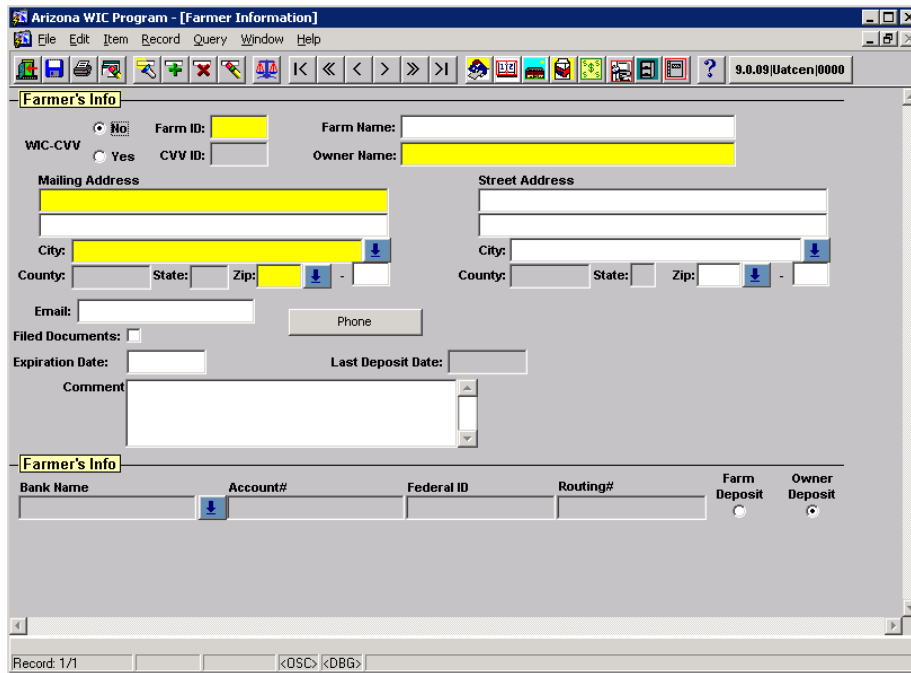 Arizona WIC Program - [Farmer Information]
File Edit Item Record Query Window Help
9.0.09|Uatcen|0000
Farmer's Info
WIC-CVV No Farm ID: Farm Name:
Yes CVV ID: Owner Name:
Mailing Address Street Address
City: City:
County: State: Zip: - County: State: Zip: -
Email: Phone
Filed Documents:
Expiration Date: Last Deposit Date:
Comment
Farmer's Info
Bank Name Account# Federal ID Routing# Farm Deposit Owner Deposit
Record: 1/1 <OSC> <DBG>